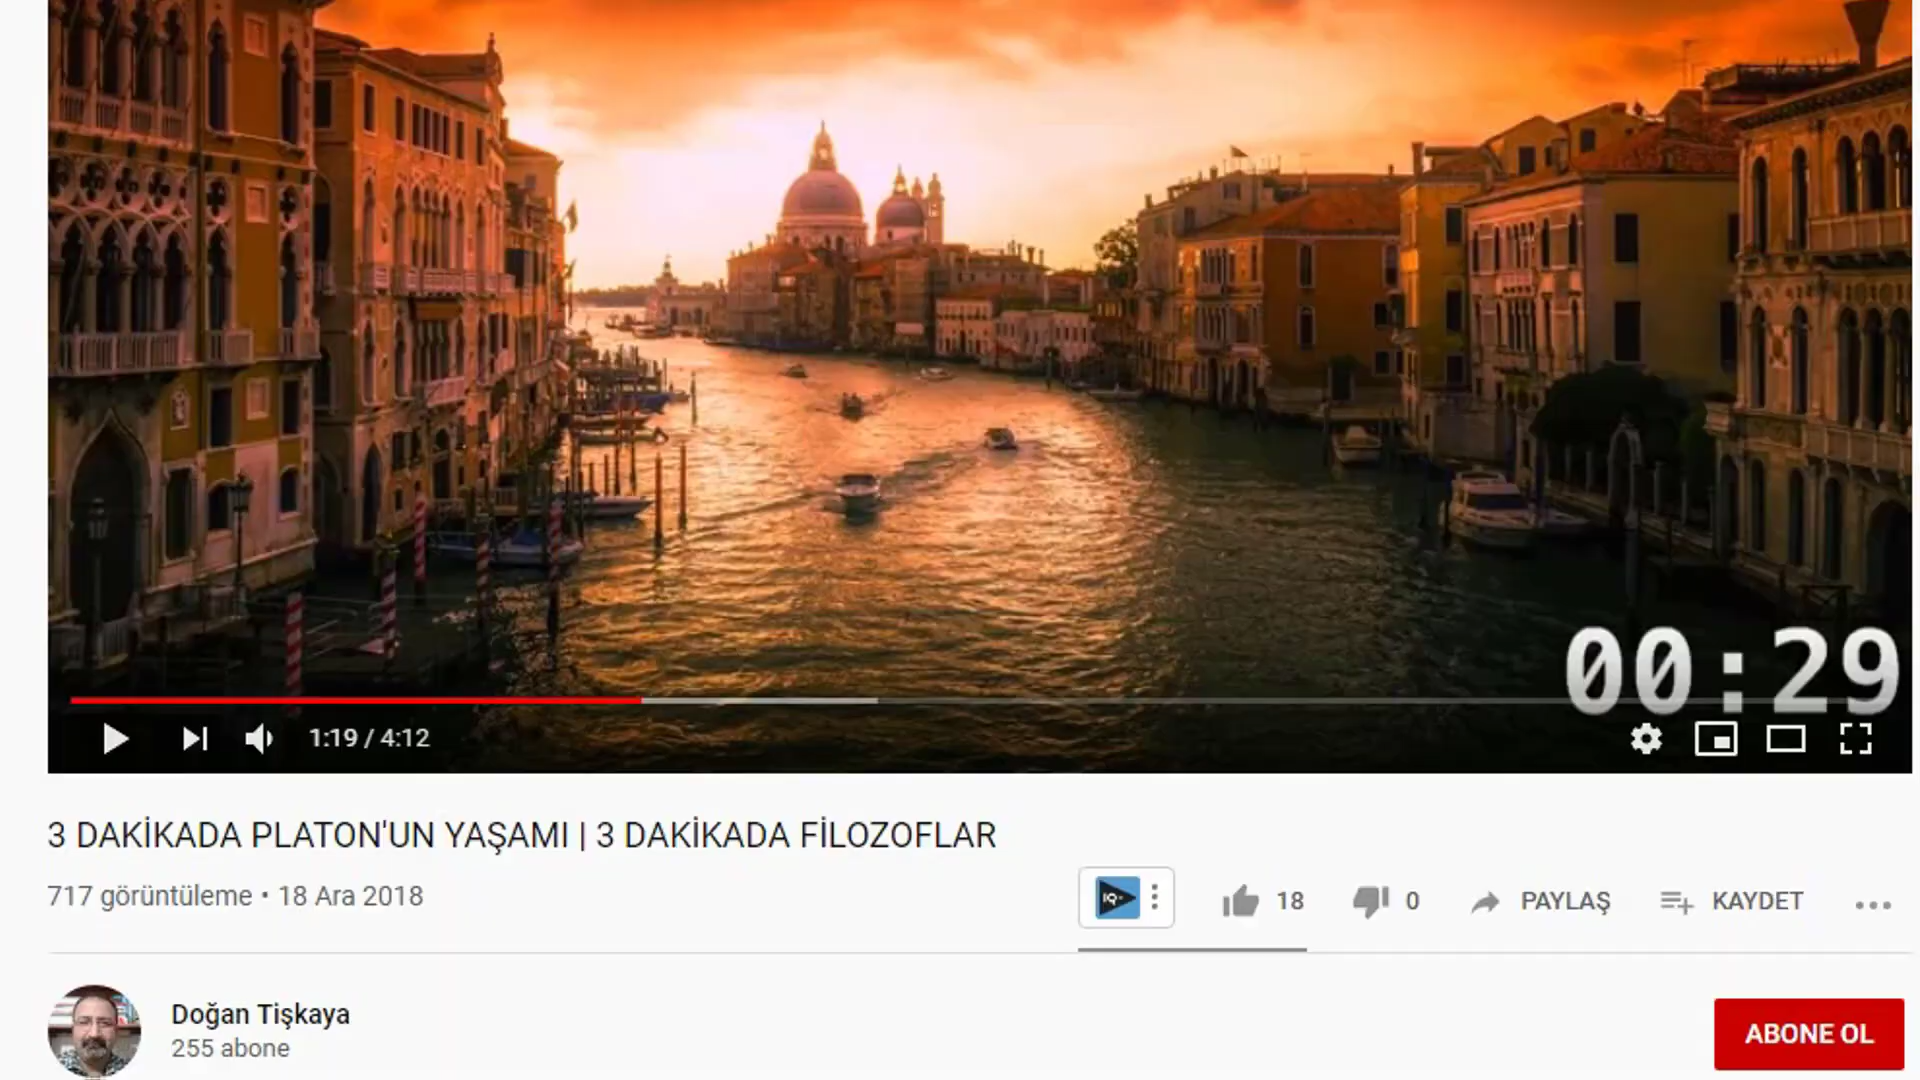 00:29
1:19 / 4:12
3 DAKİKADA PLATON'UN YAŞAMI | 3 DAKİKADA FİLOZOFLAR
717 görüntüleme • 18 Ara 2018
IQ
18
0
PAYLAŞ
KAYDET
Doğan Tişkaya
255 abone
ABONE OL